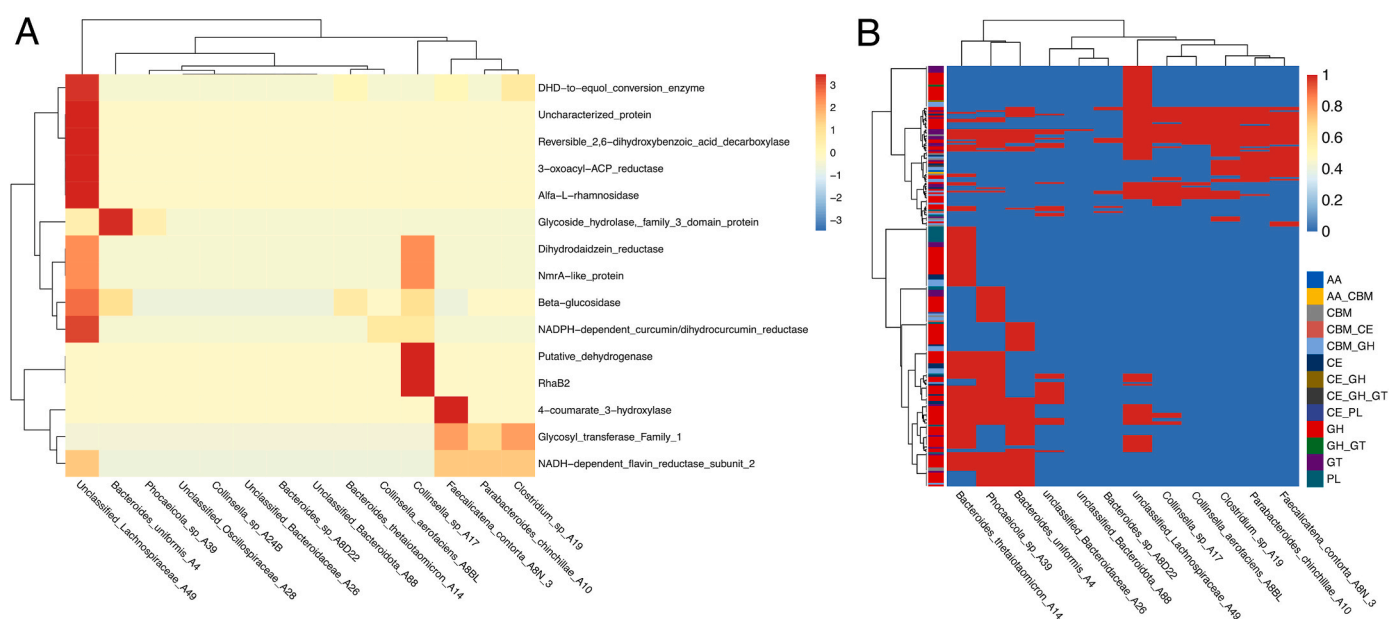 A
DHD-to-equol_conversion_enzyme
Uncharacterized_protein
Reversible_2,6-dihydroxybenzoic_acid_decarboxylase
3-oxoacyl-ACP_reductase
Alfa-L-rhamnosidase
Glycoside_hydrolase,_family_3_domain_protein
Dihydrodaidzein_reductase
NmrA-like_protein
Beta-glucosidase
NADPH-dependent_curcumin/dihydrocurcumin_reductase
Putative_dehydrogenase
RhaB2
4-coumarate_3-hydroxylase
Glycosyl_transferase_Family_1
NADH-dependent_flavin_reductase_subunit_2
Unclassified_Lachnospiraceae_A49
Bacteroides_uniformis_A4
Phocaeicola_sp_A39
Unclassified_Oscillospiraceae_A28
Collinsella_sp_A24B
Unclassified_Bacteroidaceae_A26
Bacteroides_sp_A8D22
Unclassified_Bacteroidota_A88
Bacteroides_thetaiotaomicron_A14
Collinsella_aerofaciens_A8BL
Collinsella_sp_A17
Faecalicatena_contorta_A8N_3
Parabacteroides_chinchillae_A10
Clostridium_sp_A19
3
2
1
0
-1
-2
-3
B
Bacteroides_thetaiotaomicron_A14
Phocaeicola_sp_A39
Bacteroides_uniformis_A4
unclassified_Bacteroidaceae_A26
unclassified_Bacteroidota_A88
Bacteroides_sp_A8D22
unclassified_Lachnospiraceae_A49
Collinsella_sp_A17
Collinsella_aerofaciens_A8BL
Clostridium_sp_A19
Parabacteroides_chinchillae_A10
Faecalicatena_contorta_A8N_3
1
0.8
0.6
0.4
0.2
0
AA
AA_CBM
CBM
CBM_CE
CBM_GH
CE
CE_GH
CE_GH_GT
CE_PL
GH
GH_GT
GT
PL